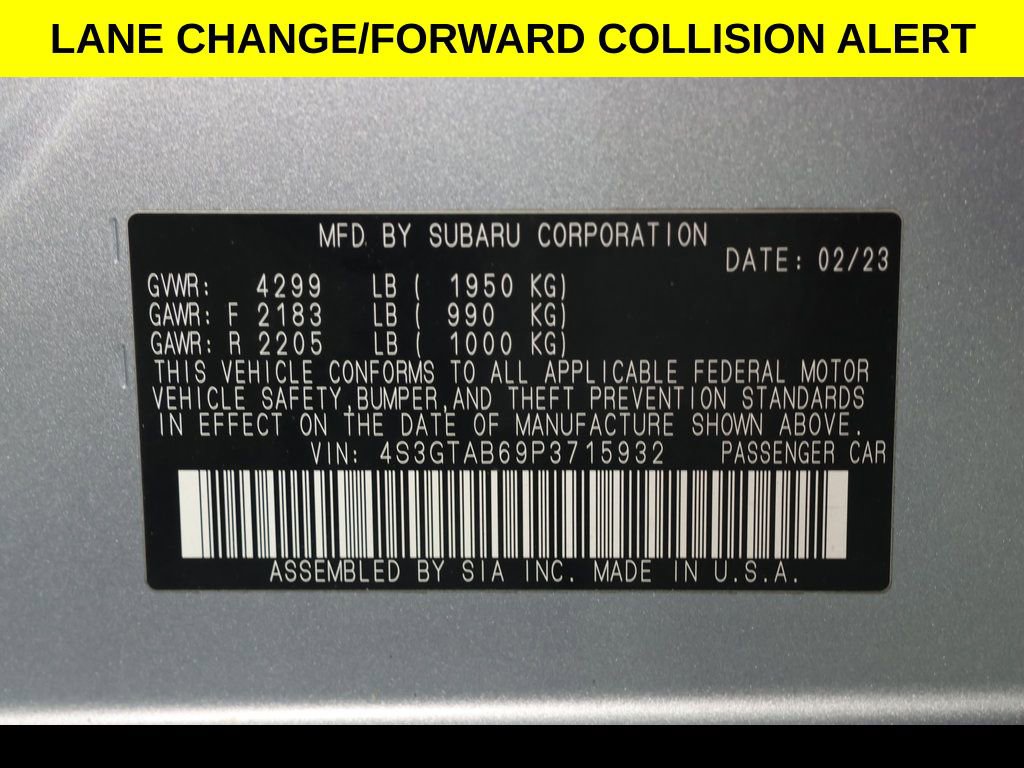 LANE CHANGE/FORWARD COLLISION ALERT
MFD BY SUBARU CORPORATION
DATE: 02/23
GVWR: 4299 LB ( 1950 KG)
GAWR: F 2183 LB ( 990 KG)
GAWR: R 2205 LB ( 1000 KG)
THIS VEHICLE CONFORMS TO ALL APPLICABLE FEDERAL MOTOR
VEHICLE SAFETY,BUMPER,AND THEFT PREVENTION STANDARDS
IN EFFECT ON THE DATE OF MANUFACTURE SHOWN ABOVE.
VIN: 4S3GTAB69P3715932 PASSENGER CAR
ASSEMBLED BY SIA INC. MADE IN U.S.A.